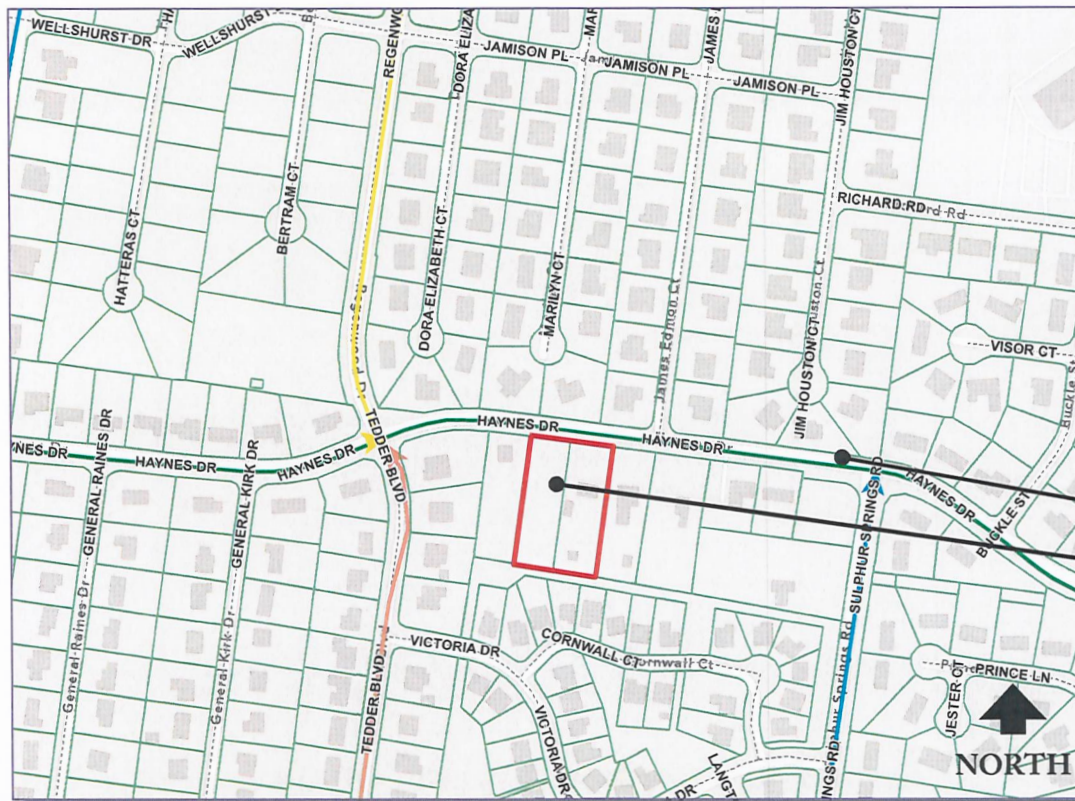 WELLSHURST DR
WELLSHURST
REGENWO
DORA ELIZA
JAMISON PL
JAMISON PL
JAMISON PL
JAMES
JIM HOUSTON CT
HATTERAS CT
BERTRAM CT
DORA ELIZABETH CT
MARILYN CT
James Edmon Ct
JIM HOUSTON CT
RICHARD RD
VISOR CT
Buckle St
HAYNES DR
HAYNES DR
YNES DR
HAYNES DR
HAYNES DR
HAYNES DR
TEDDER BLVD
GENERAL RAINES DR
General Raines Dr
GENERAL KIRK DR
General Kirk Dr
BUCKLE ST
SULPHUR SPRINGS RD
VICTORIA DR
VICTORIA DR
CORNWALL CT
Cornwall Ct
TEDDER BLVD
PRINCE LN
JESTER CT
LANGT
NGS RD
NORTH